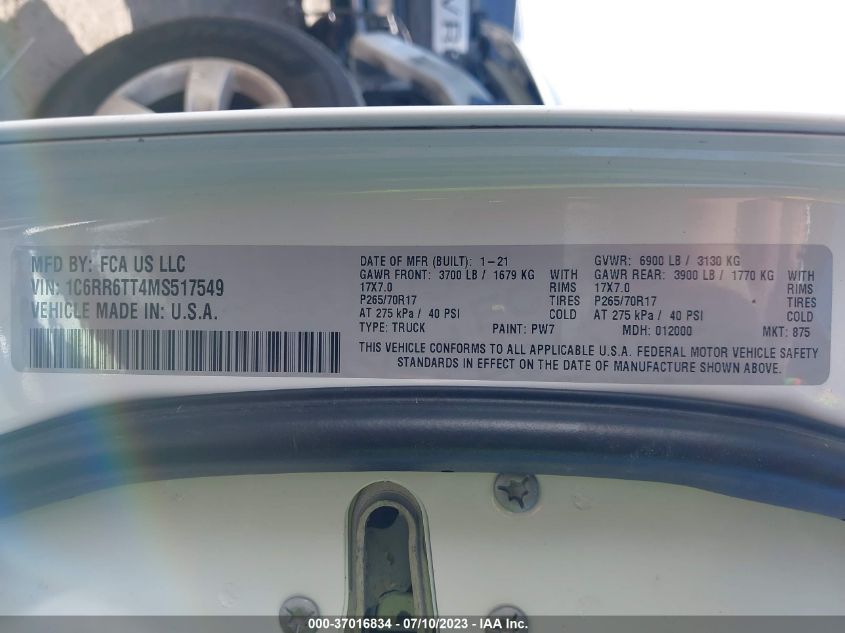 MFD BY: FCA US LLC
VIN: 1C6RR6TT4MS517549
VEHICLE MADE IN: U.S.A.
DATE OF MFR (BUILT): 1-21
GAWR FRONT: 3700 LB / 1679 KG WITH
17X7.0 RIMS
P265/70R17 TIRES
AT 275 kPa / 40 PSI COLD
TYPE: TRUCK PAINT: PW7
GVWR: 6900 LB / 3130 KG
GAWR REAR: 3900 LB / 1770 KG WITH
17X7.0 RIMS
P265/70R17 TIRES
AT 275 kPa / 40 PSI COLD
MDH: 012000 MKT: 875
THIS VEHICLE CONFORMS TO ALL APPLICABLE U.S.A. FEDERAL MOTOR VEHICLE SAFETY
STANDARDS IN EFFECT ON THE DATE OF MANUFACTURE SHOWN ABOVE.
000-37016834 - 07/10/2023 - IAA Inc.